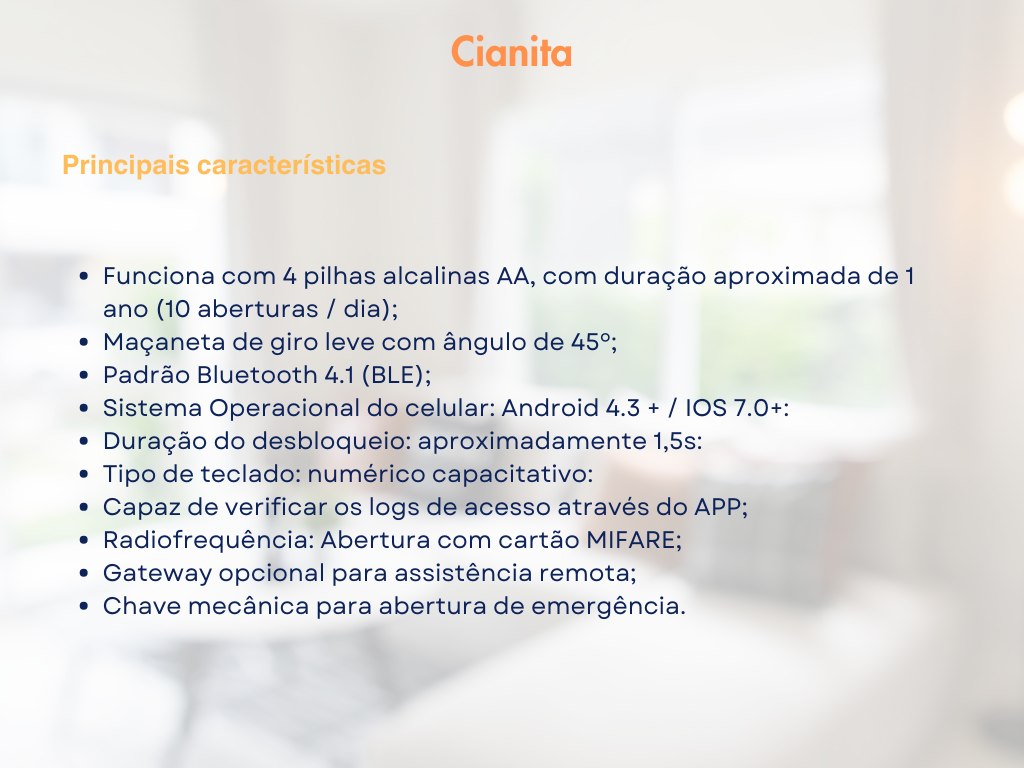 Cianita
Principais características
• Funciona com 4 pilhas alcalinas AA, com duração aproximada de 1
ano (10 aberturas / dia);
• Maçaneta de giro leve com ângulo de 45º;
• Padrão Bluetooth 4.1 (BLE);
• Sistema Operacional do celular: Android 4.3 + / IOS 7.0+:
• Duração do desbloqueio: aproximadamente 1,5s:
• Tipo de teclado: numérico capacitativo:
• Capaz de verificar os logs de acesso através do APP;
• Radiofrequência: Abertura com cartão MIFARE;
• Gateway opcional para assistência remota;
• Chave mecânica para abertura de emergência.